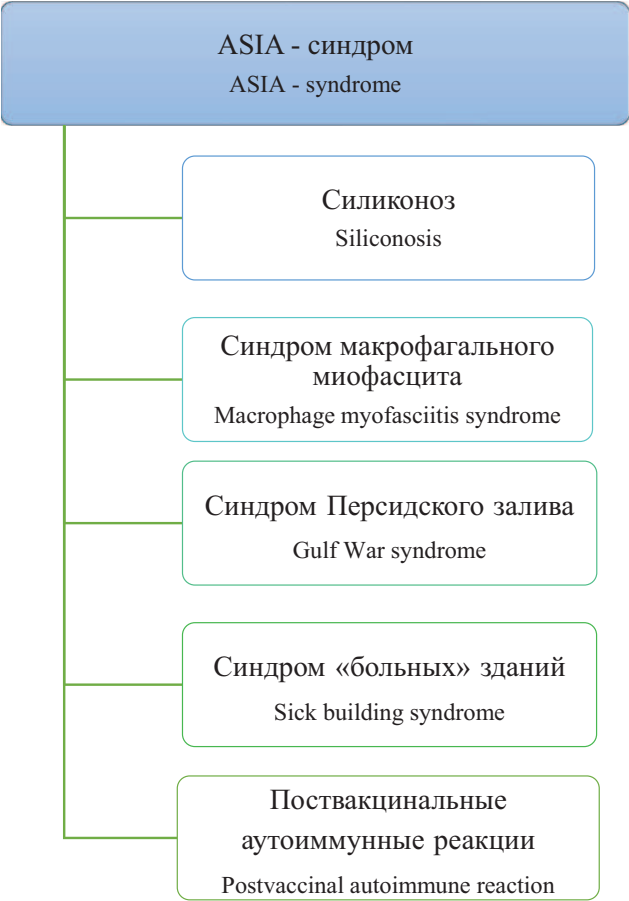 ASIA - синдром
ASIA - syndrome
Силиконоз
Siliconosis
Синдром макрофагального
миофасцита
Macrophage myofasciitis syndrome
Синдром Персидского залива
Gulf War syndrome
Синдром «больных» зданий
Sick building syndrome
Поствакцинальные
аутоиммунные реакции
Postvaccinal autoimmune reaction